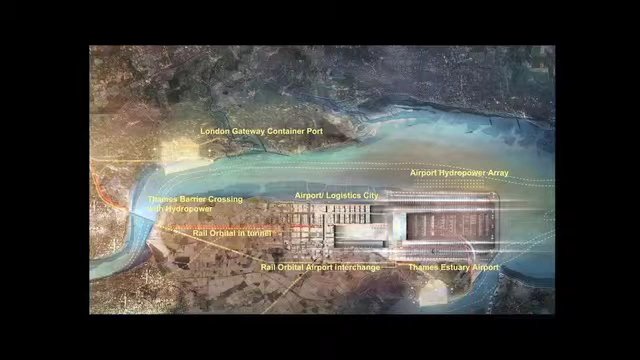 London Gateway Container Port
Airport Hydropower Array
Thames Barrier Crossing
with Hydropower
Airport/ Logistics City
Rail Orbital in tunnel
Rail Orbital Airport Interchange
Thames Estuary Airport